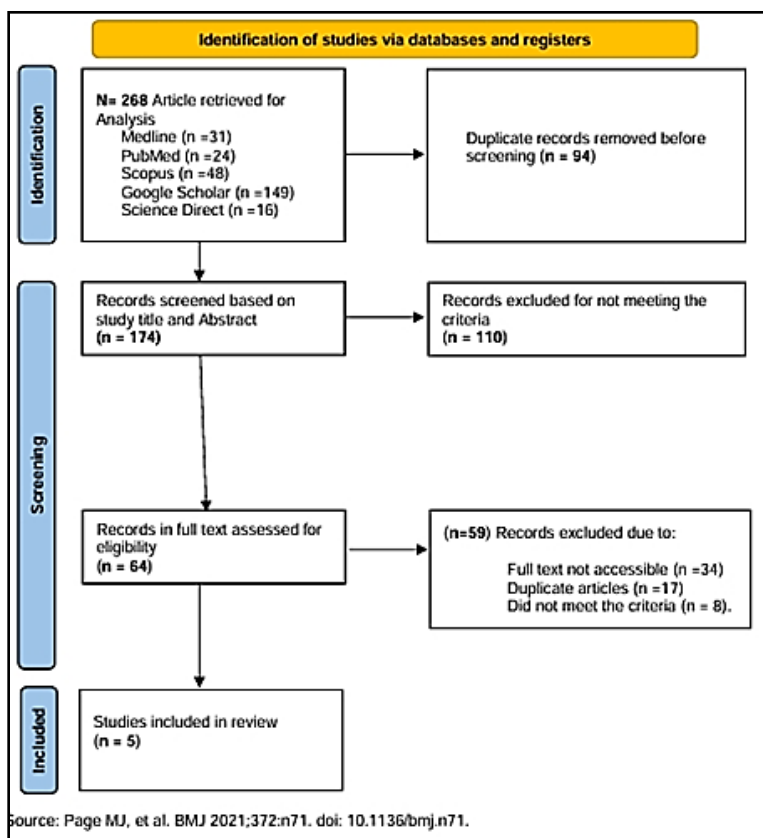 Identification of studies via databases and registers
Identification
N= 268 Article retrieved for
Analysis
Medline (n =31)
PubMed (n =24)
Scopus (n =48)
Google Scholar (n =149)
Science Direct (n =16)
Duplicate records removed before
screening (n = 94)
Screening
Records screened based on
study title and Abstract
(n = 174)
Records excluded for not meeting the
criteria
(n = 110)
Records in full text assessed for
eligibility
(n = 64)
(n=59) Records excluded due to:
Full text not accessible (n =34)
Duplicate articles (n =17)
Did not meet the criteria (n = 8).
Included
Studies included in review
(n = 5)
Source: Page MJ, et al. BMJ 2021;372:n71. doi: 10.1136/bmj.n71.